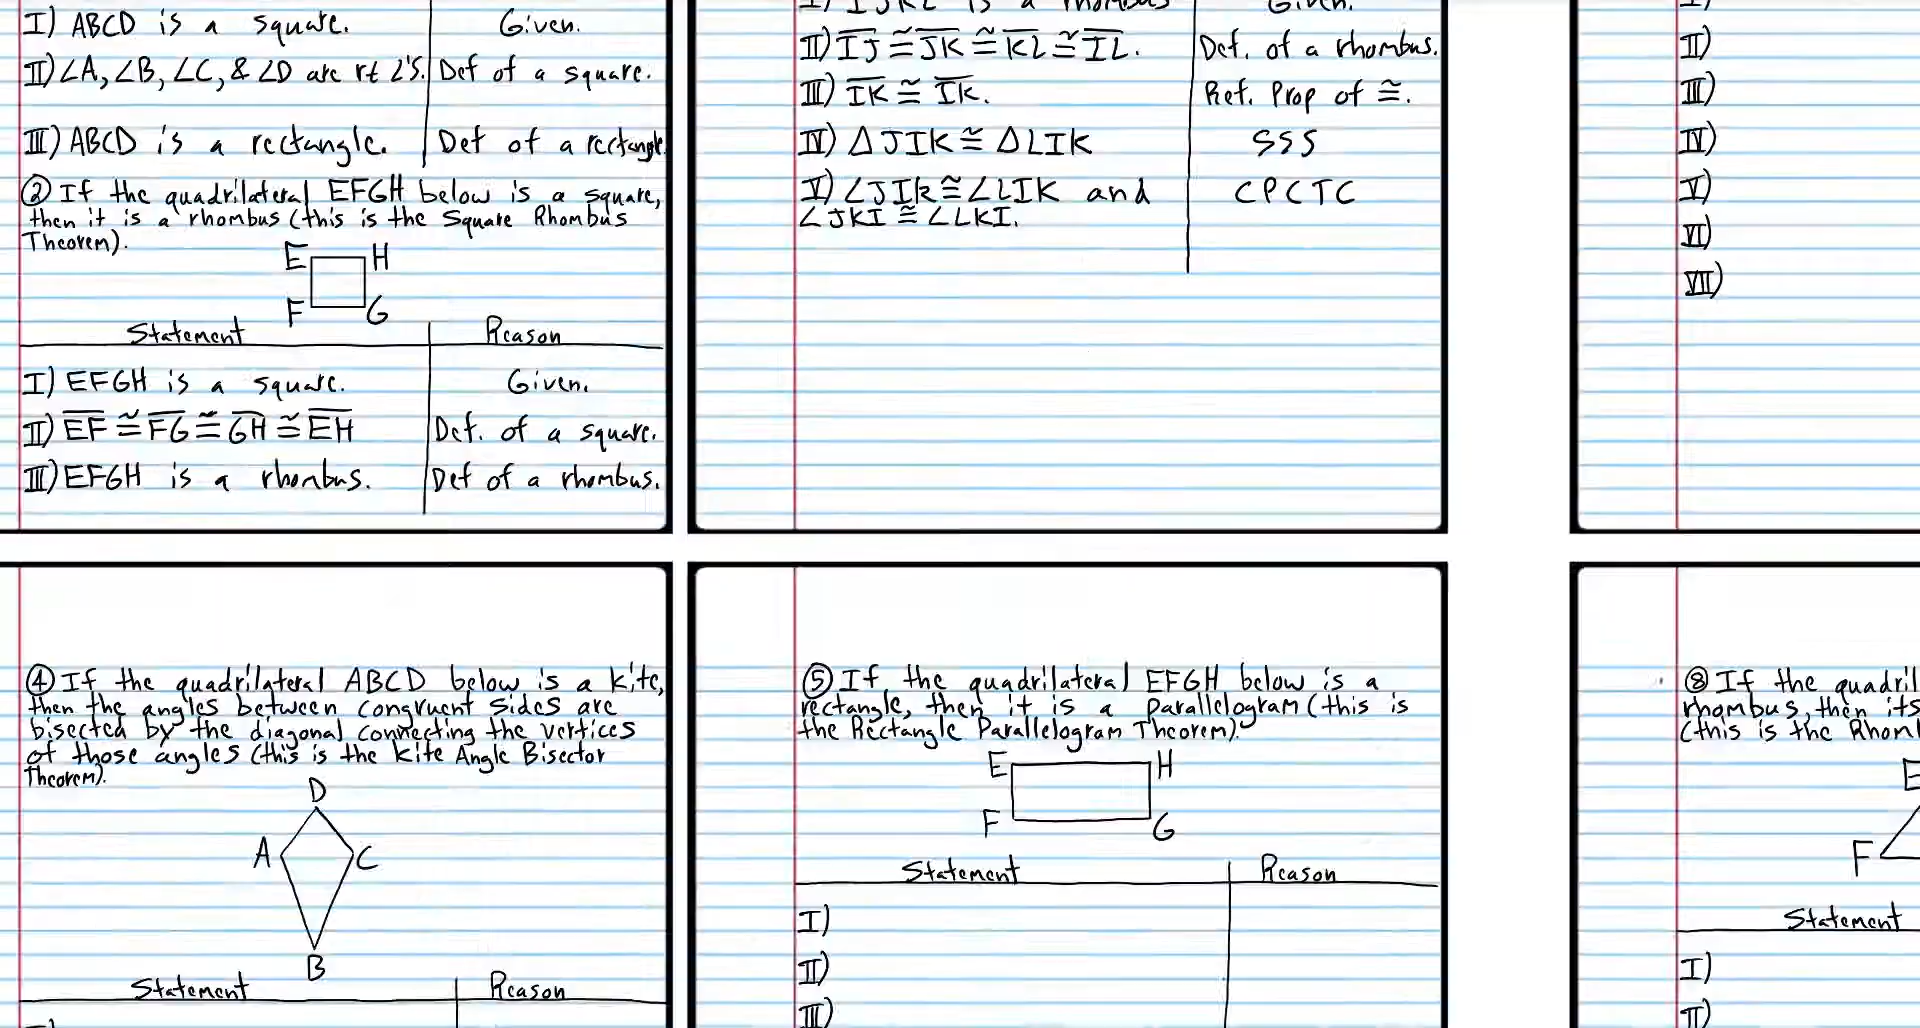 I) ABCD is a square. Given.
II) ∠A, ∠B, ∠C, & ∠D are rt ∠'s. Def of a square.
III) ABCD is a rectangle. Def of a rectangle
② If the quadrilateral EFGH below is a square,
then it is a rhombus (this is the Square Rhombus
Theorem).
E H
F G
Statement Reason
I) EFGH is a square. Given.
II) EF ≅ FG ≅ GH ≅ EH Def. of a square.
III) EFGH is a rhombus. Def of a rhombus.
I) IJKL is a rhombus Given.
II) IJ ≅ JK ≅ KL ≅ IL. Def. of a rhombus.
III) IK ≅ IK. Ref. Prop of ≅.
IV) △JIK ≅ △LIK SSS
V) ∠JIK ≅ ∠LIK and CPCTC
∠JKI ≅ ∠LKI.
II)
III)
IV)
V)
VI)
VII)
④ If the quadrilateral ABCD below is a kite,
then the angles between congruent sides are
bisected by the diagonal connecting the vertices
of those angles (this is the Kite Angle Bisector
Theorem).
D
A C
B
Statement Reason
⑤ If the quadrilateral EFGH below is a
rectangle, then it is a parallelogram (this is
the Rectangle Parallelogram Theorem).
E H
F G
Statement Reason
I)
II)
III)
⑧ If the quadril
rhombus, then its
(this is the Rhom
E
F
Statement
I)
II)